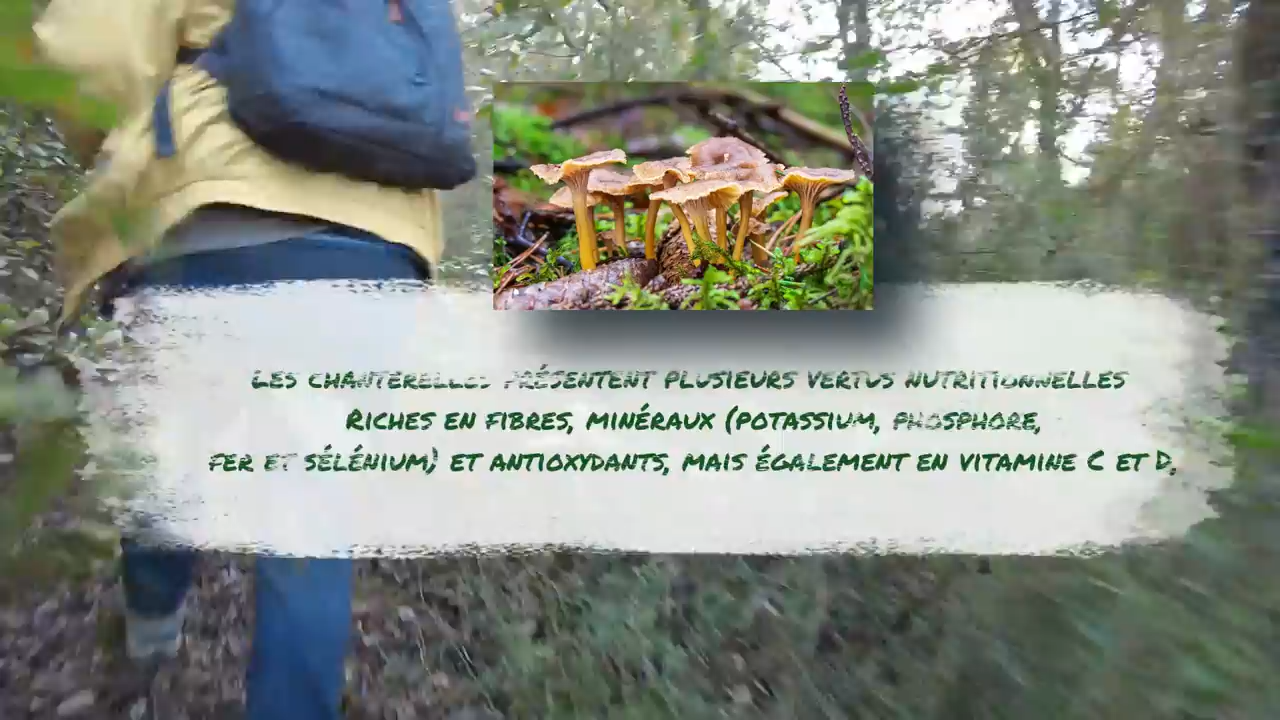 Les chanterelles présentent plusieurs vertus nutritionnelles
Riches en fibres, minéraux (potassium, phosphore,
fer et sélénium) et antioxydants, mais également en vitamine C et D,